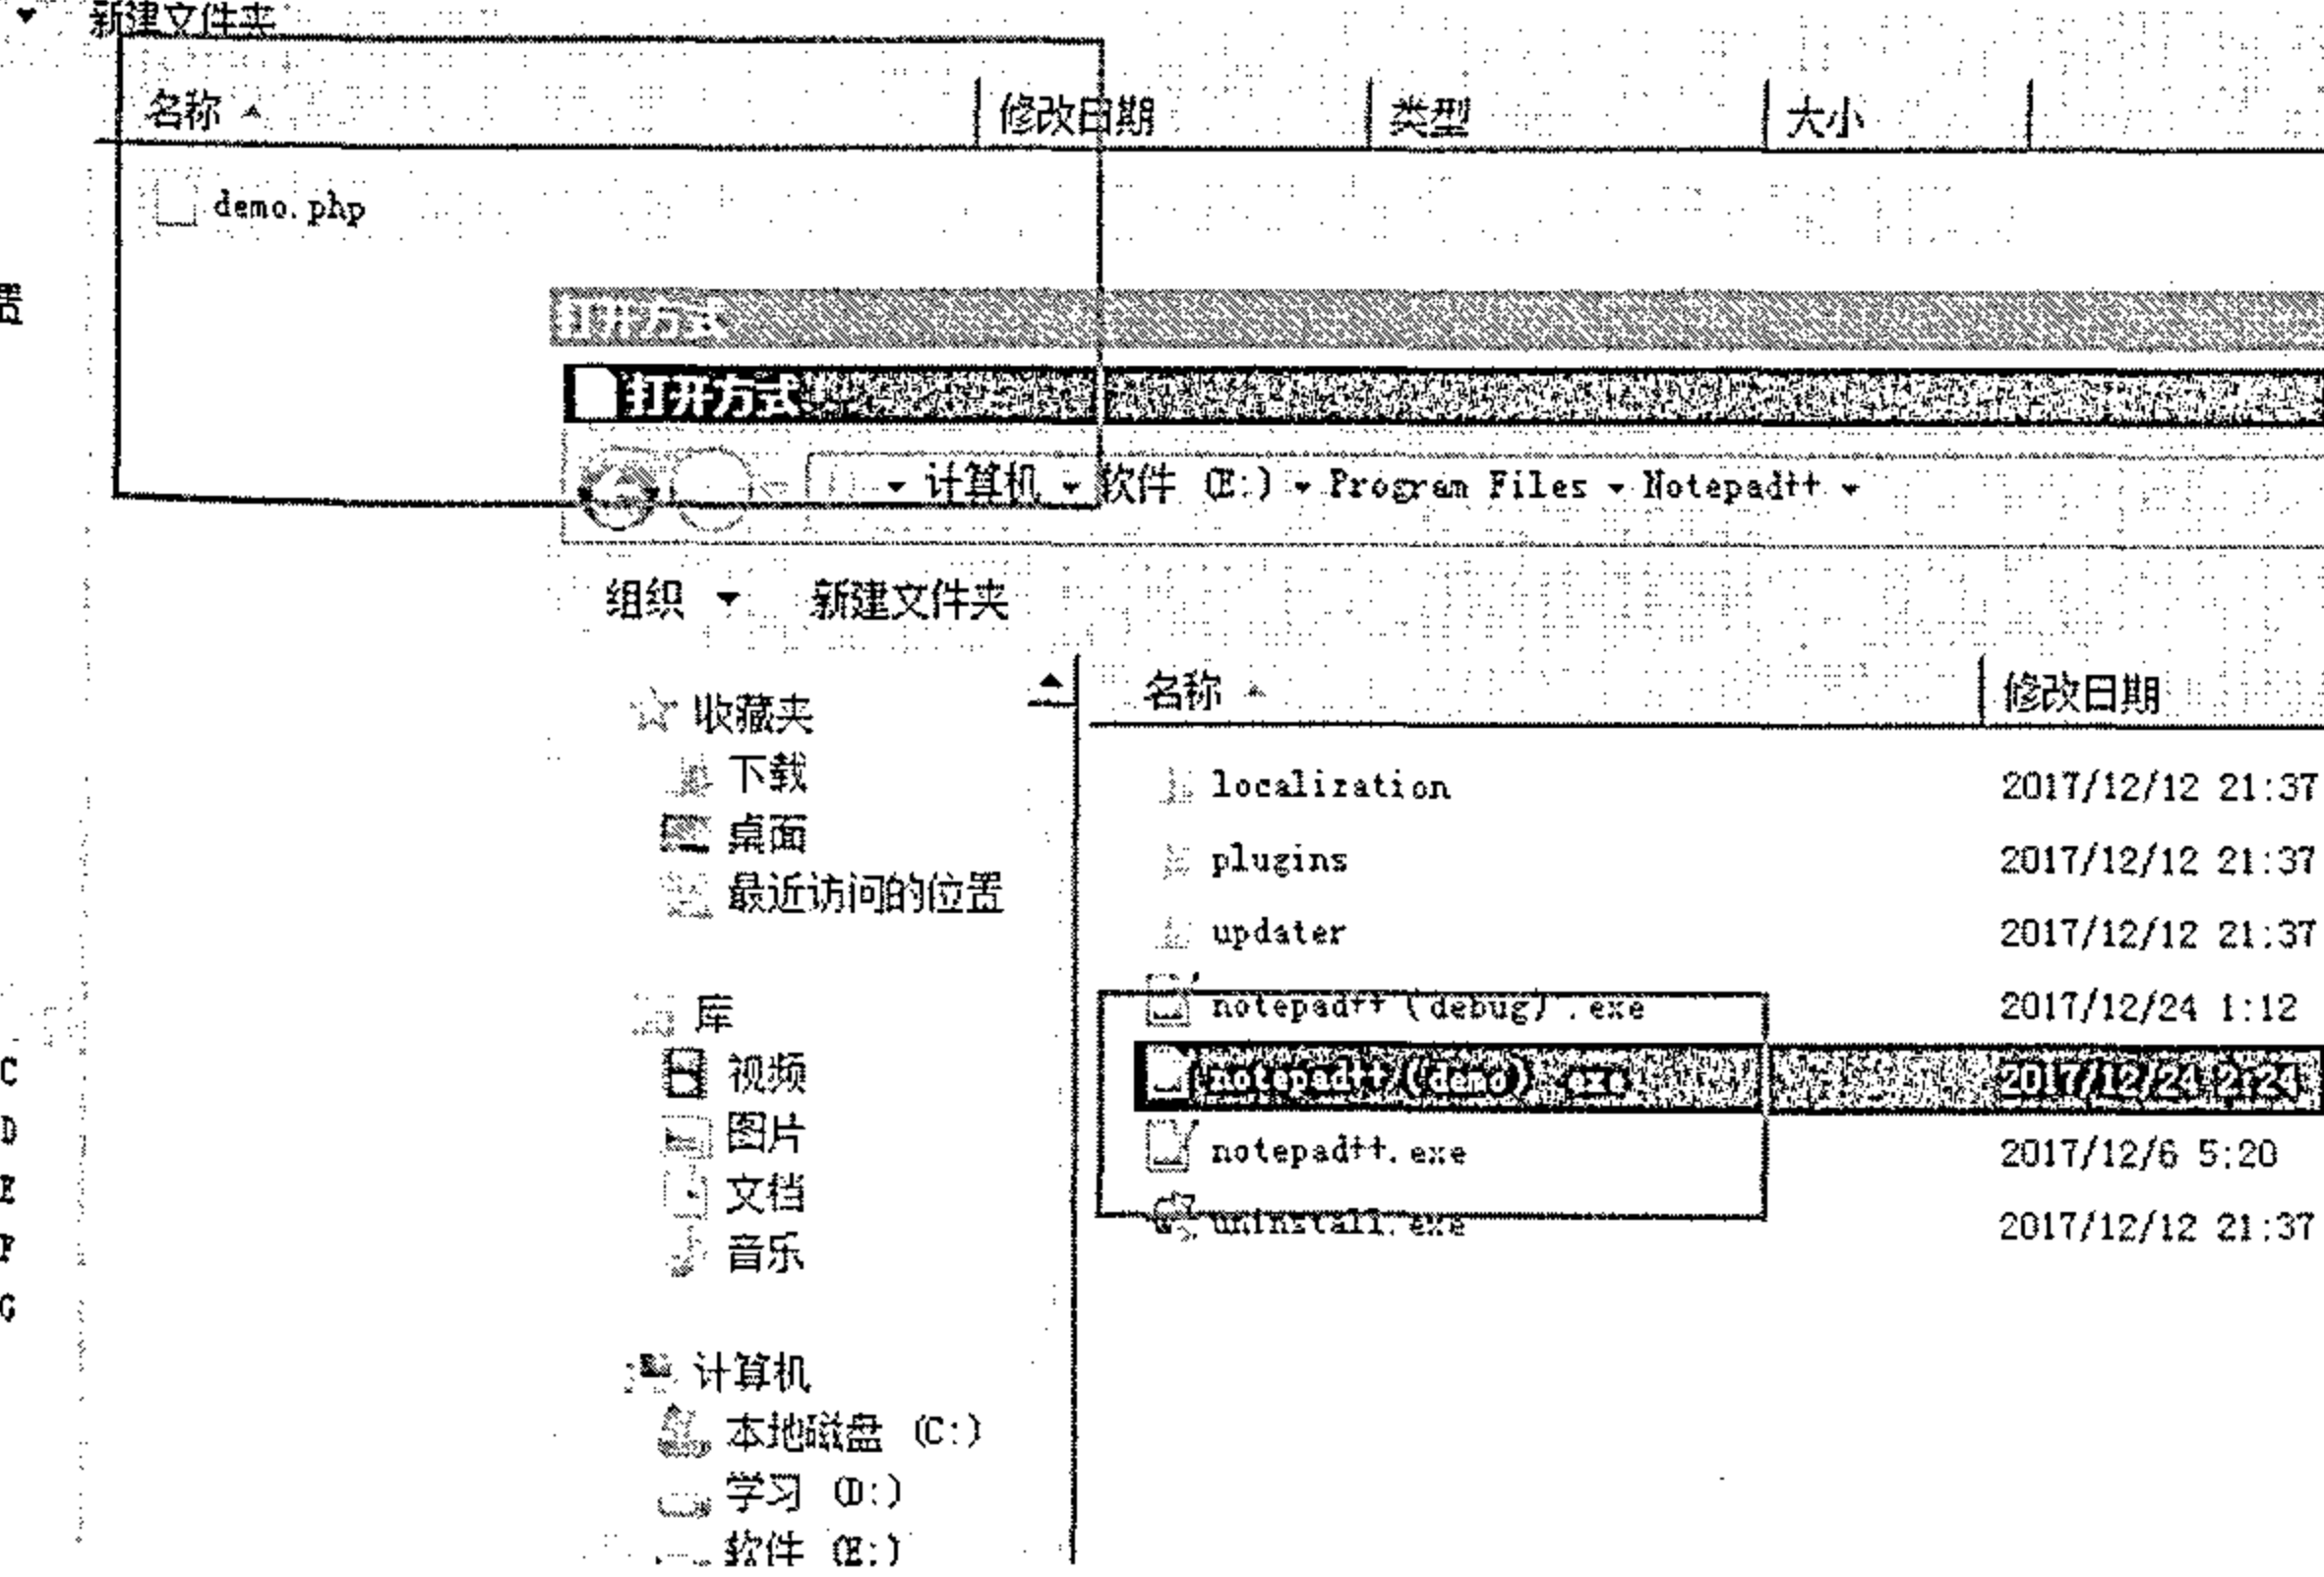 新建文件夹
名称 修改日期 类型 大小
demo.php
置
打开方式
打开方式
计算机 软件 (E:) Program Files Notepad++
组织 新建文件夹
名称 修改日期
收藏夹
下载
桌面
最近访问的位置
库
视频
图片
文档
音乐
计算机
本地磁盘 (C:)
学习 (D:)
软件 (E:)
localization 2017/12/12 21:37
plugins 2017/12/12 21:37
updater 2017/12/12 21:37
notepad++ (debug).exe 2017/12/24 1:12
notepad++ (demo).exe 2017/12/24 2:24
notepad++.exe 2017/12/6 5:20
uninstall.exe 2017/12/12 21:37
C
D
E
F
G